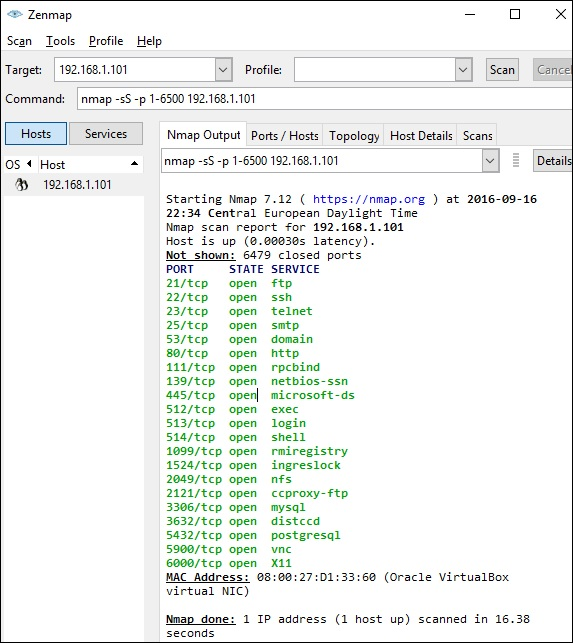 Zenmap
Scan Tools Profile Help
Target: 192.168.1.101 Profile: Scan Cancel
Command: nmap -sS -p 1-6500 192.168.1.101
Hosts Services
Nmap Output Ports / Hosts Topology Host Details Scans
OS Host
192.168.1.101
nmap -sS -p 1-6500 192.168.1.101 Details
Starting Nmap 7.12 ( https://nmap.org ) at 2016-09-16
22:34 Central European Daylight Time
Nmap scan report for 192.168.1.101
Host is up (0.00030s latency).
Not shown: 6479 closed ports
PORT STATE SERVICE
21/tcp open ftp
22/tcp open ssh
23/tcp open telnet
25/tcp open smtp
53/tcp open domain
80/tcp open http
111/tcp open rpcbind
139/tcp open netbios-ssn
445/tcp open microsoft-ds
512/tcp open exec
513/tcp open login
514/tcp open shell
1099/tcp open rmiregistry
1524/tcp open ingreslock
2049/tcp open nfs
2121/tcp open ccproxy-ftp
3306/tcp open mysql
3632/tcp open distccd
5432/tcp open postgresql
5900/tcp open vnc
6000/tcp open X11
MAC Address: 08:00:27:D1:33:60 (Oracle VirtualBox
virtual NIC)
Nmap done: 1 IP address (1 host up) scanned in 16.38
seconds